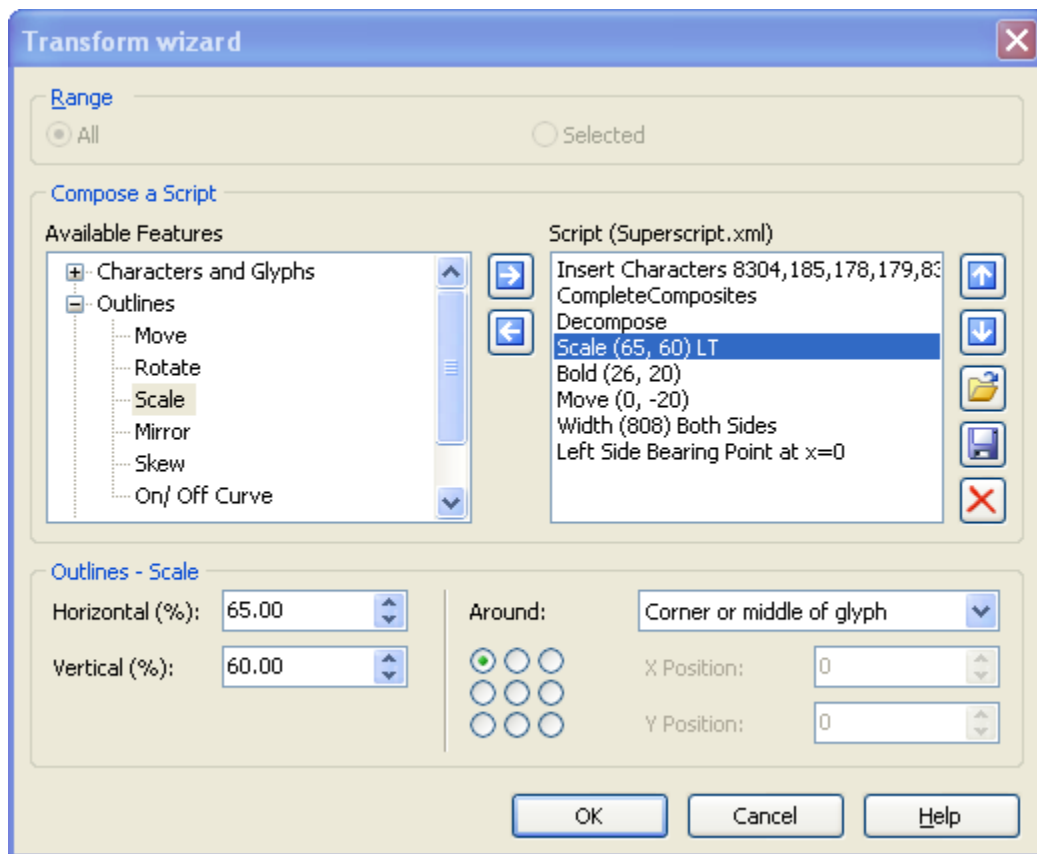 Transform wizard
Range
All
Selected
Compose a Script
Available Features
Script (Superscript.xml)
Characters and Glyphs
Outlines
Move
Rotate
Scale
Mirror
Skew
On/ Off Curve
Insert Characters 8304,185,178,179,83
CompleteComposites
Decompose
Scale (65, 60) LT
Bold (26, 20)
Move (0, -20)
Width (808) Both Sides
Left Side Bearing Point at x=0
Outlines - Scale
Horizontal (%): 65.00
Vertical (%): 60.00
Around: Corner or middle of glyph
X Position: 0
Y Position: 0
OK
Cancel
Help